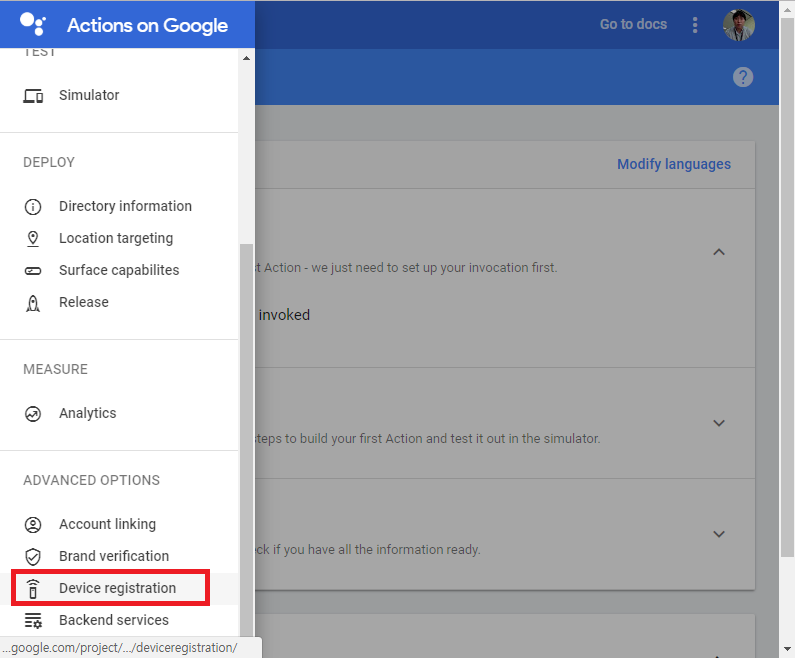 Actions on Google
Go to docs
TEST
Simulator
DEPLOY
Directory information
Location targeting
Surface capabilites
Release
MEASURE
Analytics
ADVANCED OPTIONS
Account linking
Brand verification
Device registration
Backend services
...google.com/project/.../deviceregistration/
?
Modify languages
Action - we just need to set up your invocation first.
invoked
steps to build your first Action and test it out in the simulator.
if you have all the information ready.